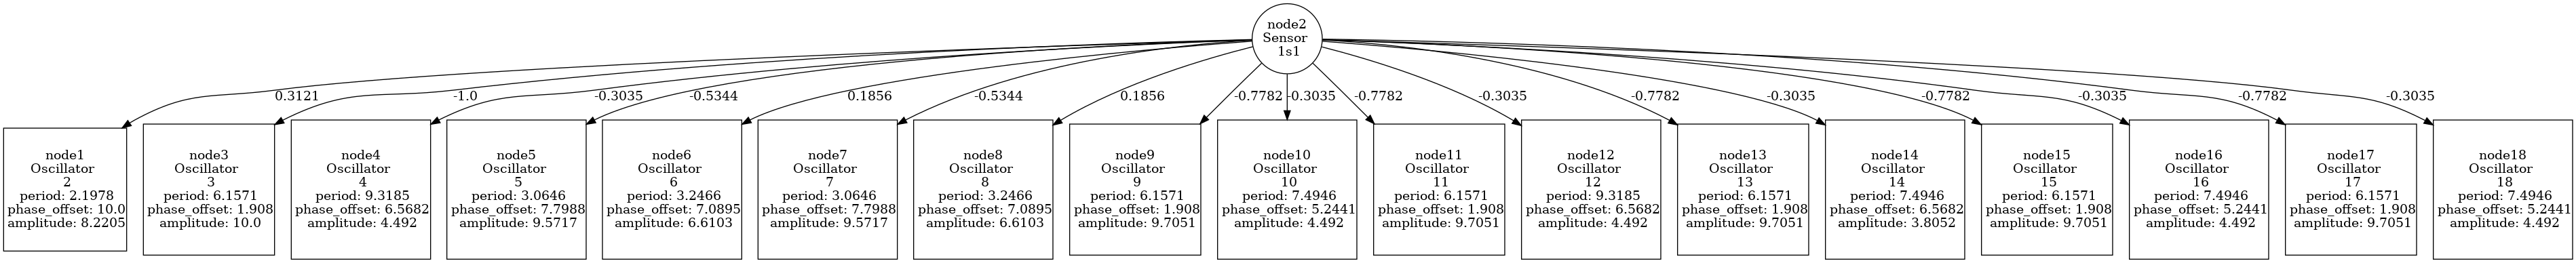 node2
Sensor
1s1
0.3121
-1.0
-0.3035
-0.5344
0.1856
-0.5344
0.1856
-0.7782
-0.3035
-0.7782
-0.3035
-0.7782
-0.3035
-0.7782
-0.3035
-0.7782
-0.3035
node1
Oscillator
2
period: 2.1978
phase_offset: 10.0
amplitude: 8.2205
node3
Oscillator
3
period: 6.1571
phase_offset: 1.908
amplitude: 10.0
node4
Oscillator
4
period: 9.3185
phase_offset: 6.5682
amplitude: 4.492
node5
Oscillator
5
period: 3.0646
phase_offset: 7.7988
amplitude: 9.5717
node6
Oscillator
6
period: 3.2466
phase_offset: 7.0895
amplitude: 6.6103
node7
Oscillator
7
period: 3.0646
phase_offset: 7.7988
amplitude: 9.5717
node8
Oscillator
8
period: 3.2466
phase_offset: 7.0895
amplitude: 6.6103
node9
Oscillator
9
period: 6.1571
phase_offset: 1.908
amplitude: 9.7051
node10
Oscillator
10
period: 7.4946
phase_offset: 5.2441
amplitude: 4.492
node11
Oscillator
11
period: 6.1571
phase_offset: 1.908
amplitude: 9.7051
node12
Oscillator
12
period: 9.3185
phase_offset: 6.5682
amplitude: 4.492
node13
Oscillator
13
period: 6.1571
phase_offset: 1.908
amplitude: 9.7051
node14
Oscillator
14
period: 7.4946
phase_offset: 6.5682
amplitude: 3.8052
node15
Oscillator
15
period: 6.1571
phase_offset: 1.908
amplitude: 9.7051
node16
Oscillator
16
period: 7.4946
phase_offset: 5.2441
amplitude: 4.492
node17
Oscillator
17
period: 6.1571
phase_offset: 1.908
amplitude: 9.7051
node18
Oscillator
18
period: 7.4946
phase_offset: 5.2441
amplitude: 4.492